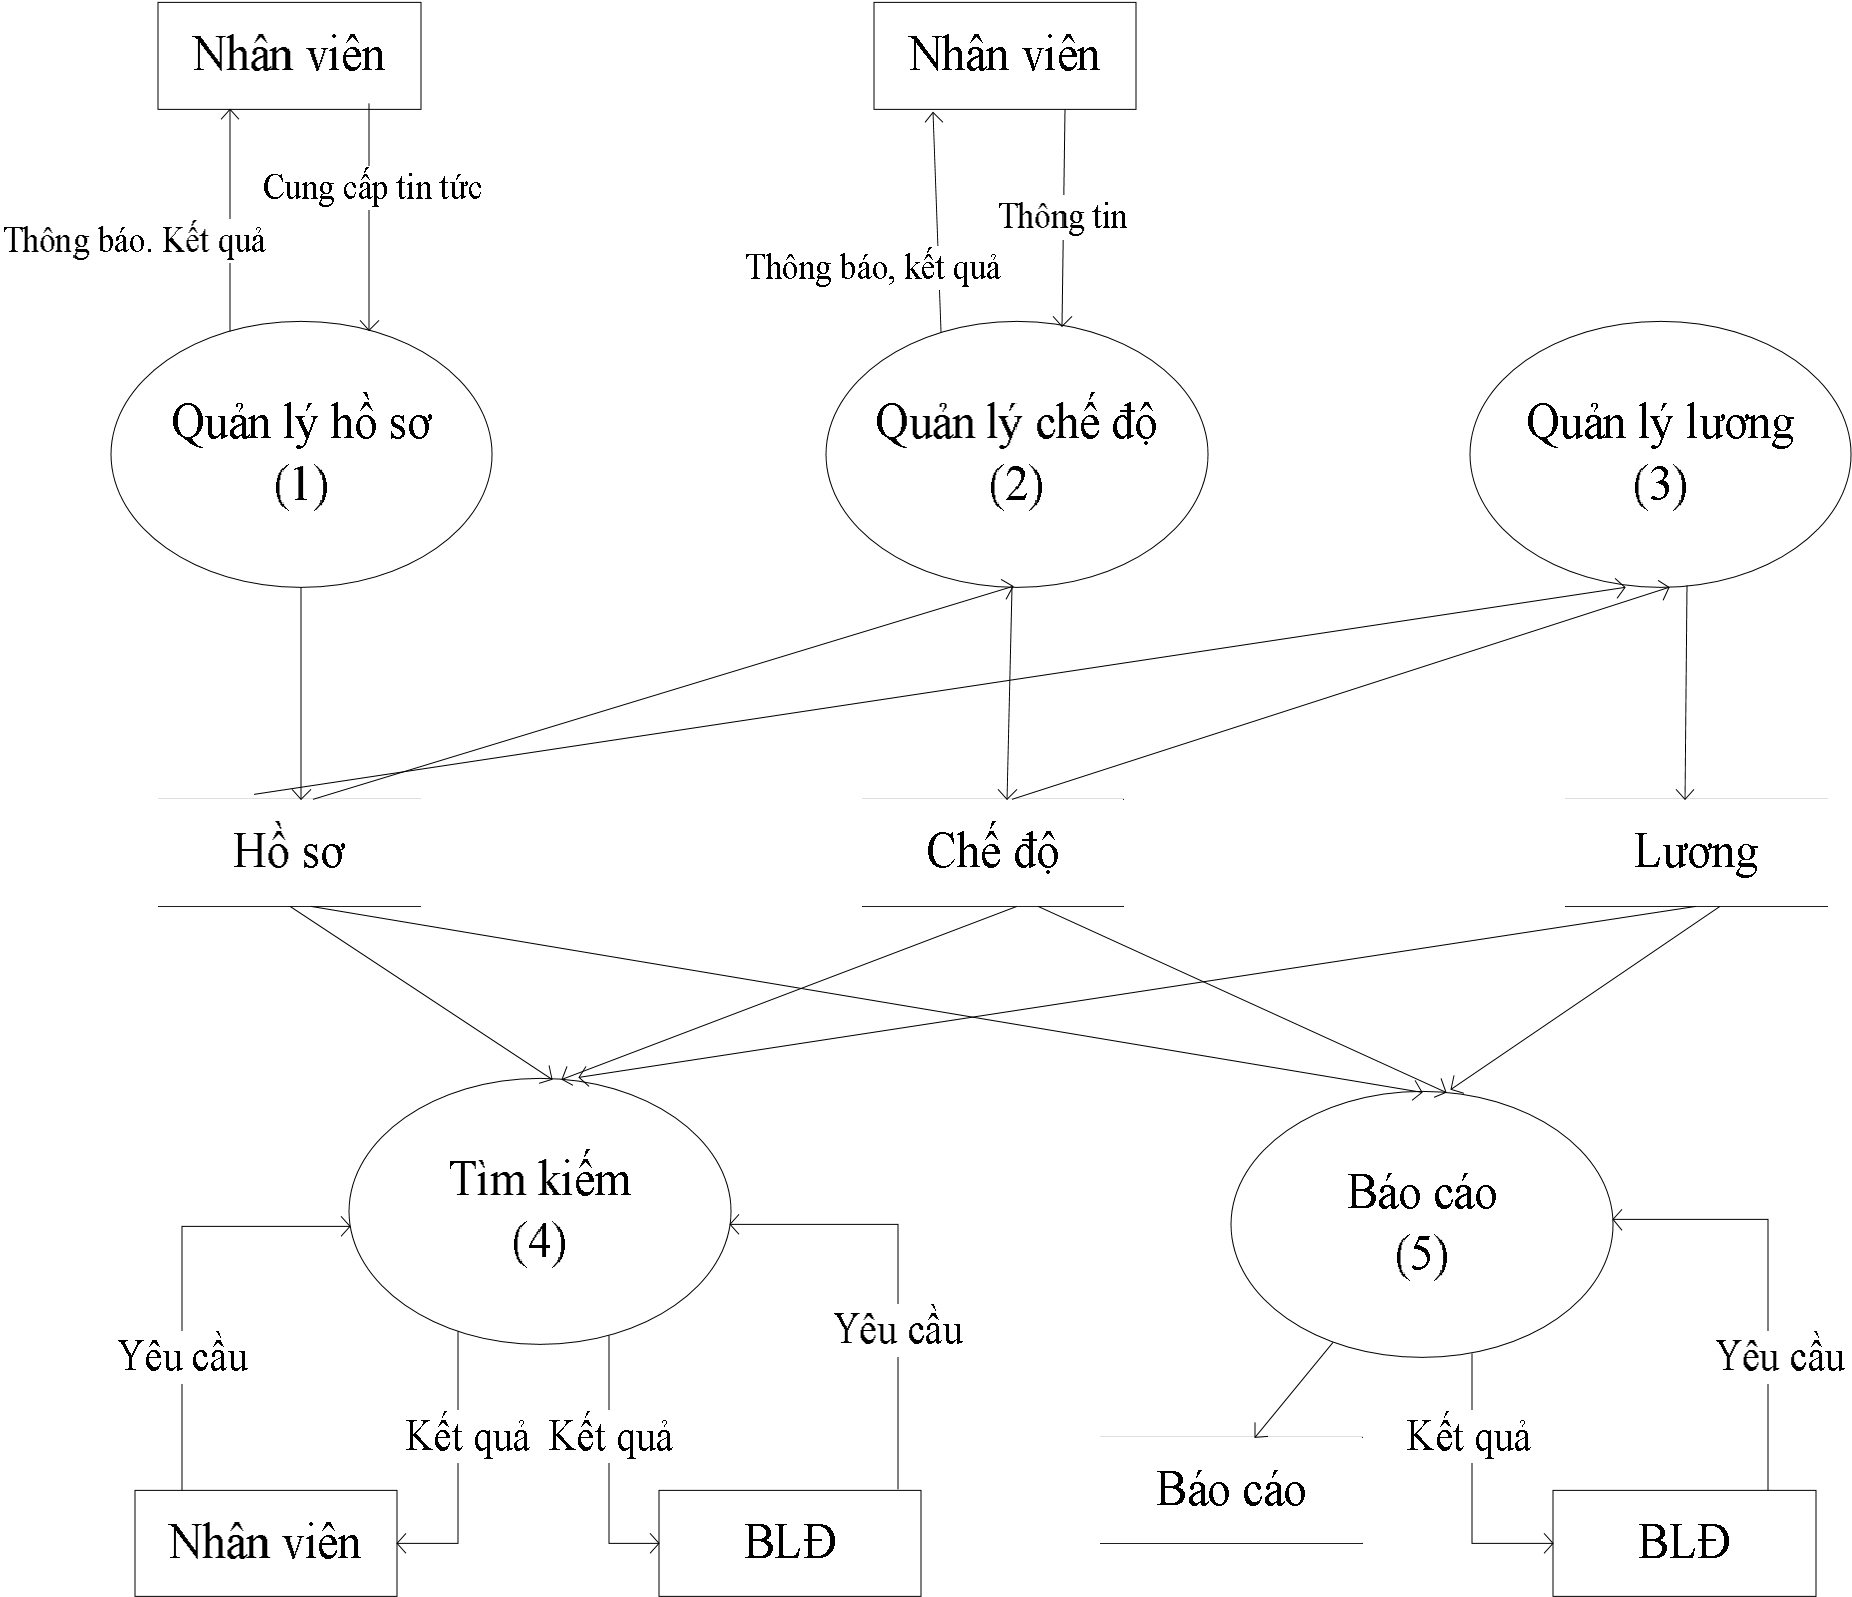 Nhân viên
Nhân viên
Cung cấp tin tức
Thông tin
Thông báo. Kết quả
Thông báo, kết quả
Quản lý hồ sơ
(1)
Quản lý chế độ
(2)
Quản lý lương
(3)
Hồ sơ
Chế độ
Lương
Tìm kiếm
(4)
Báo cáo
(5)
Yêu cầu
Yêu cầu
Yêu cầu
Kết quả
Kết quả
Kết quả
Báo cáo
Nhân viên
BLĐ
BLĐ